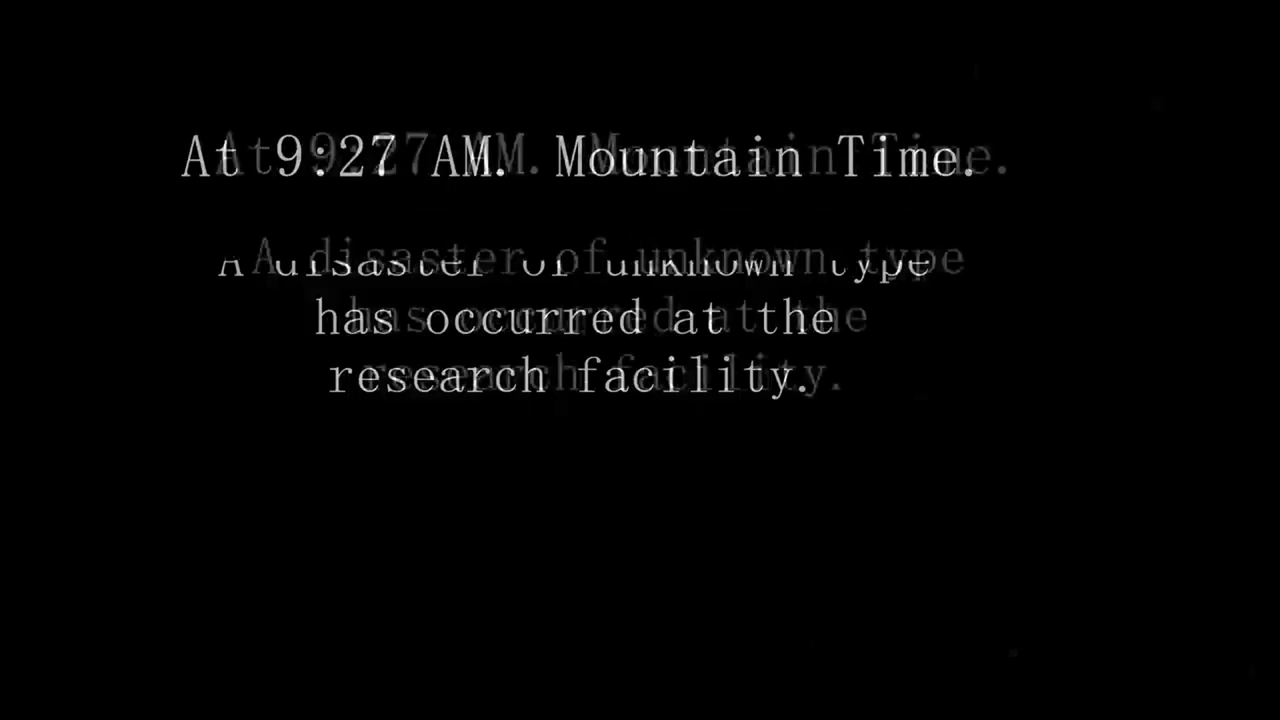 At 9:27 AM. Mountain Time.
A disaster of unknown type
has occurred at the
research facility.